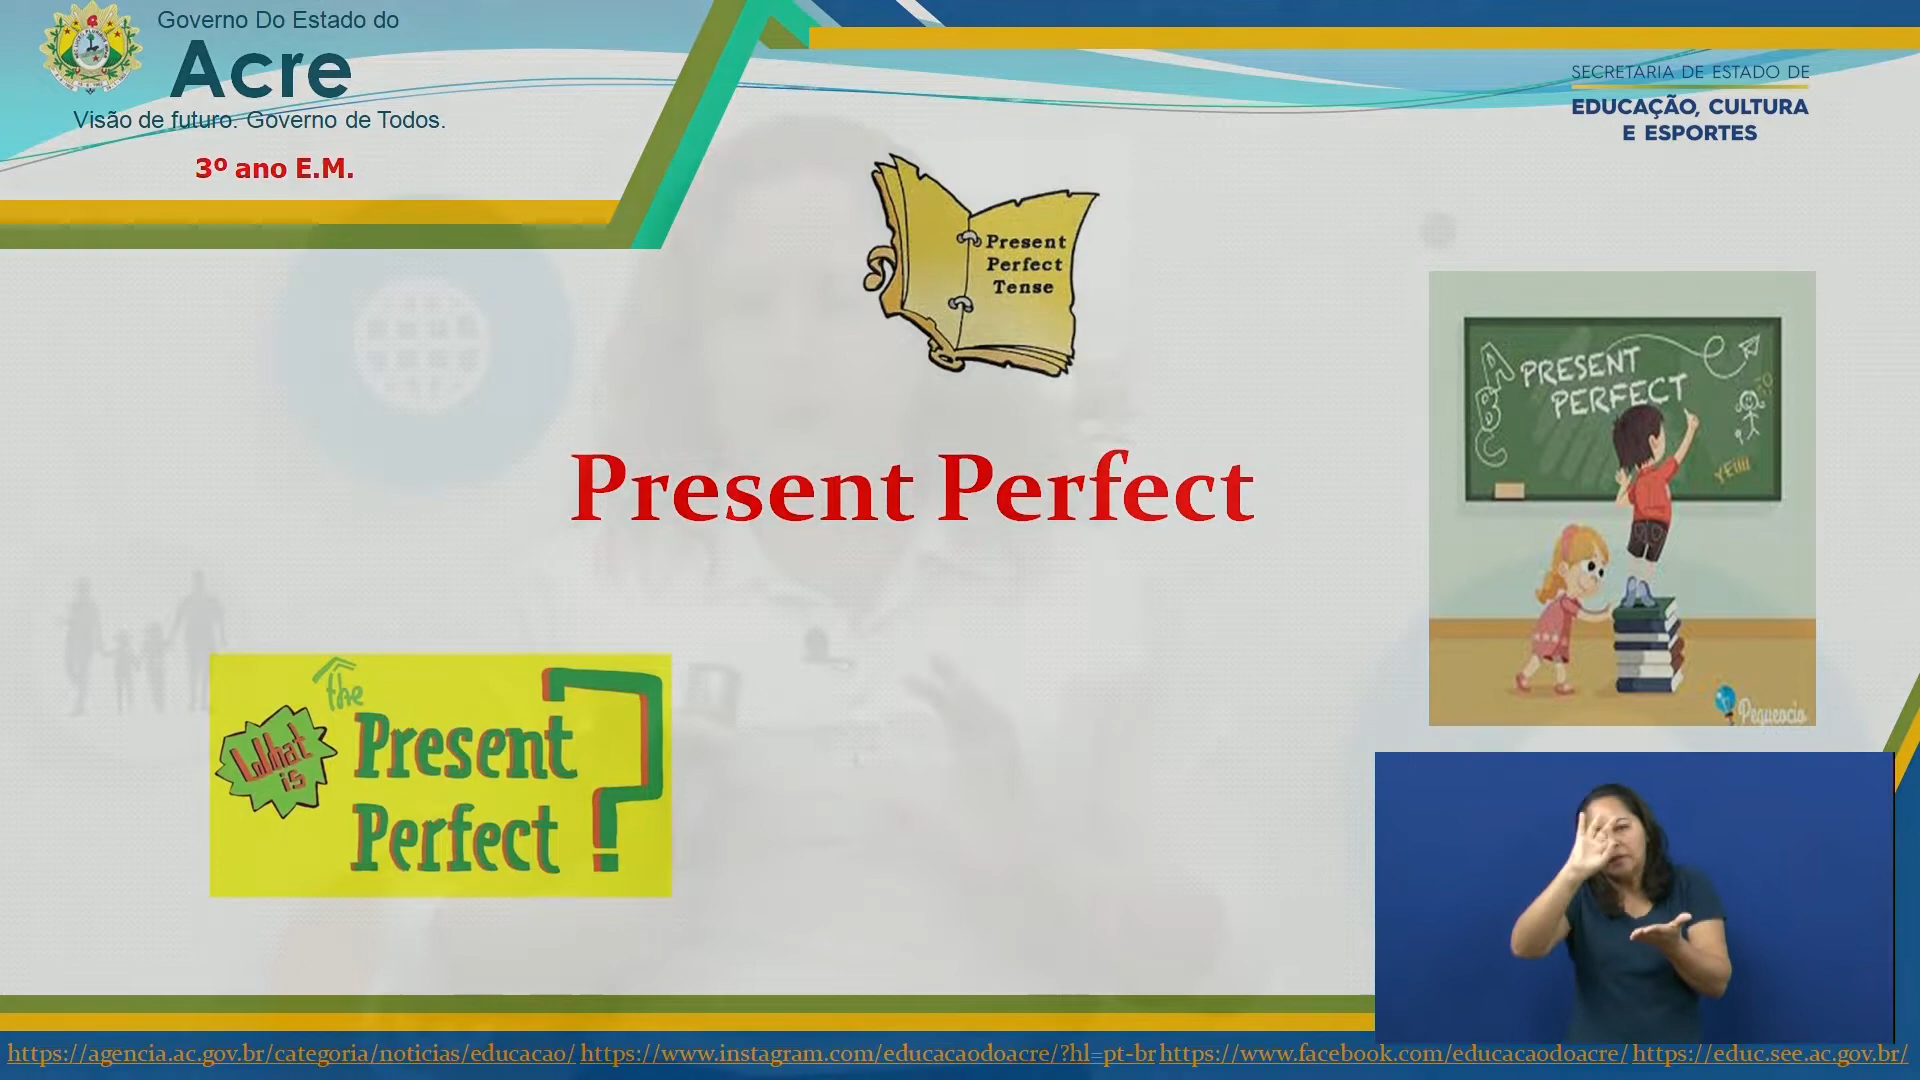 Governo Do Estado do
Acre
Visão de futuro. Governo de Todos.
3º ano E.M.
SECRETARIA DE ESTADO DE
EDUCAÇÃO, CULTURA
E ESPORTES
Present
Perfect
Tense
A
B
C
PRESENT
PERFECT
YEIIII
Pequeocio
Present Perfect
What
is
the
Present
Perfect
?
https://agencia.ac.gov.br/categoria/noticias/educacao/ https://www.instagram.com/educacaodoacre/?hl=pt-br https://www.facebook.com/educacaodoacre/ https://educ.see.ac.gov.br/